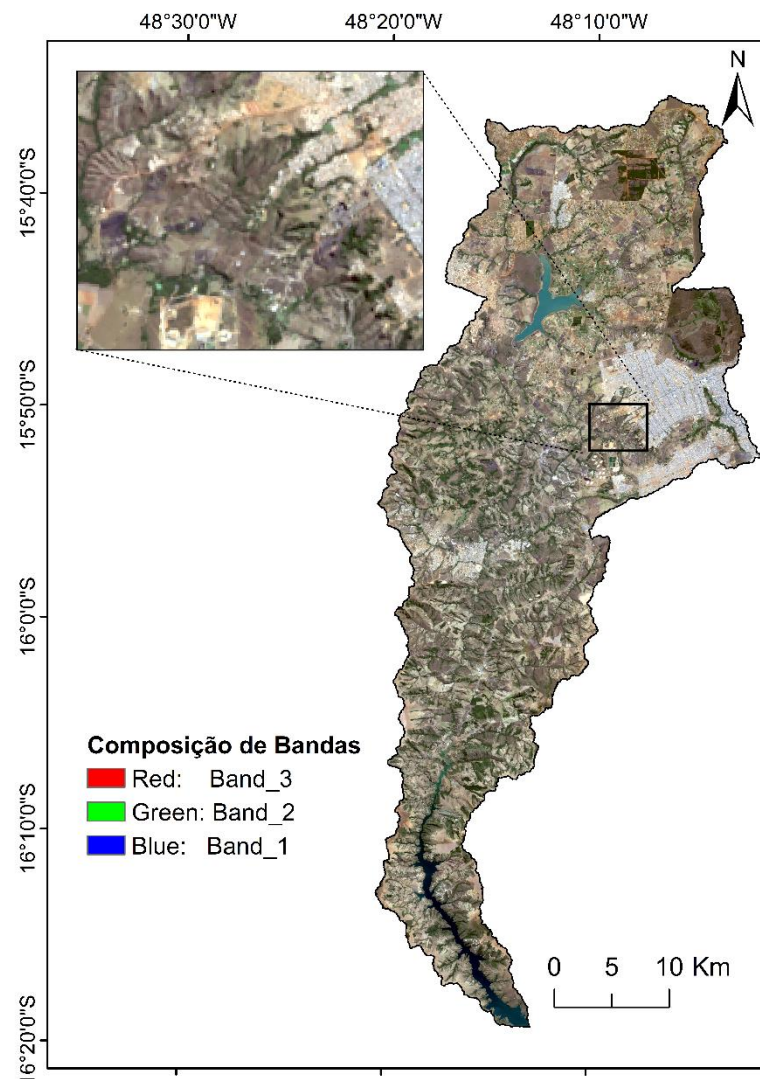 48°30'0"W 48°20'0"W 48°10'0"W
N
15°40'0"S
15°50'0"S
16°0'0"S
Composição de Bandas
Red: Band_3
Green: Band_2
Blue: Band_1
16°10'0"S
0 5 10 Km
16°20'0"S